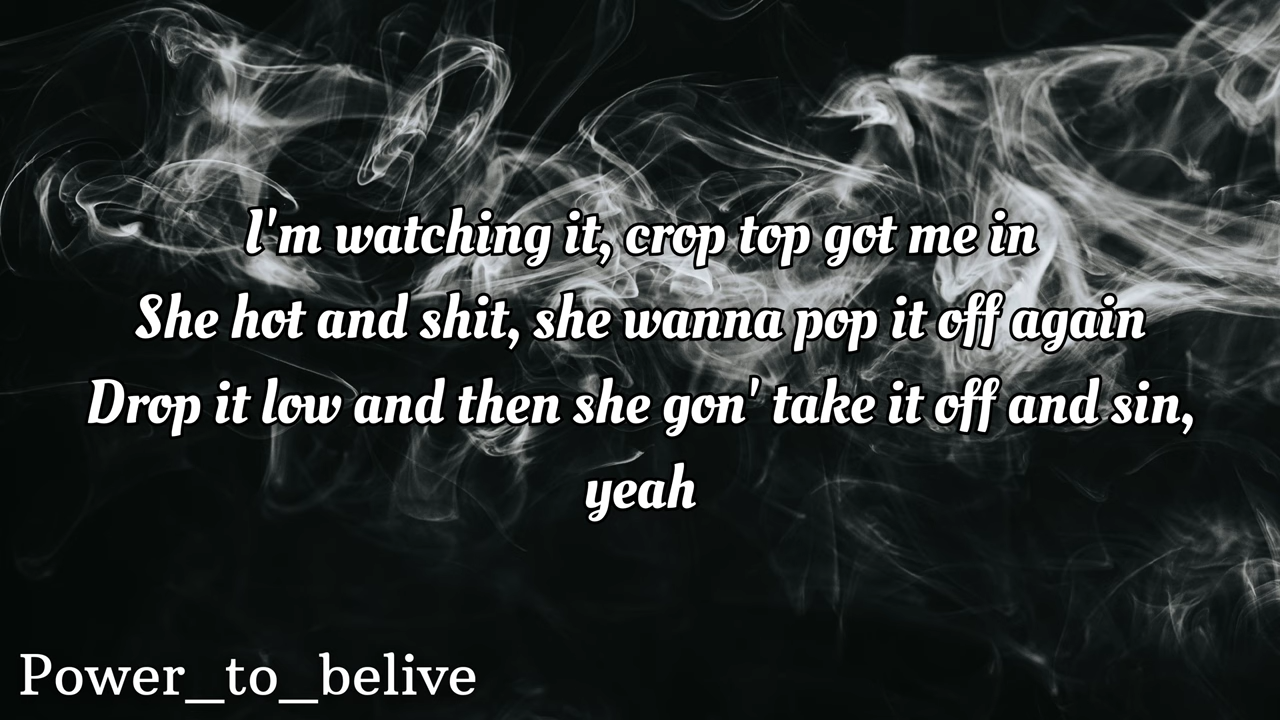 I'm watching it, crop top got me in
She hot and shit, she wanna pop it off again
Drop it low and then she gon' take it off and sin,
yeah
Power_to_belive